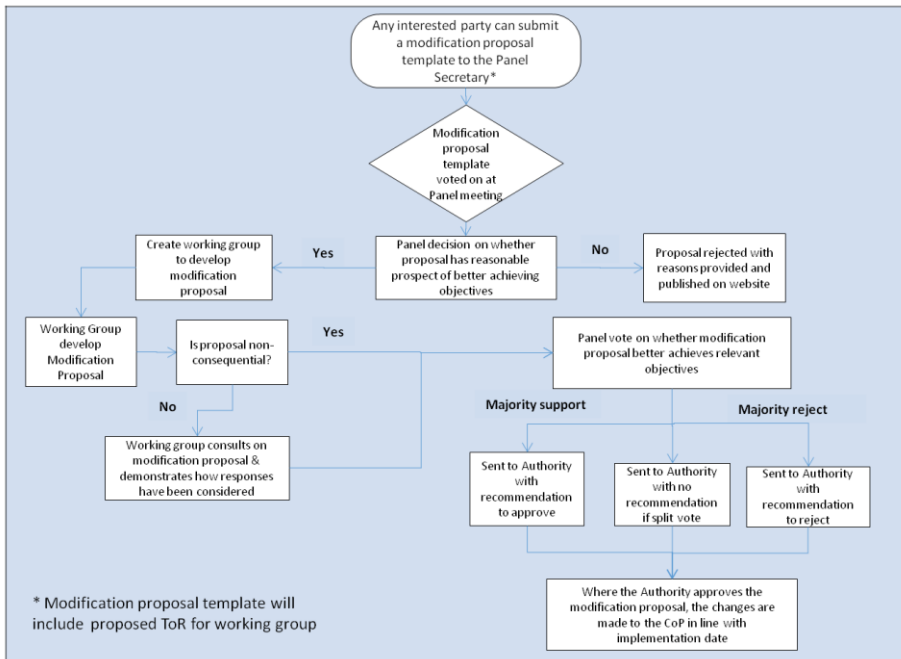 Any interested party can submit
a modification proposal
template to the Panel
Secretary*
Modification
proposal
template
voted on at
Panel meeting
Create working group
to develop
modification
proposal
Yes
Panel decision on whether
proposal has reasonable
prospect of better achieving
objectives
No
Proposal rejected with
reasons provided and
published on website
Working Group
develop
Modification
Proposal
Is proposal non-
consequential?
Yes
Panel vote on whether modification
proposal better achieves relevant
objectives
No
Working group consults on
modification proposal &
demonstrates how responses
have been considered
Majority support
Majority reject
Sent to Authority
with
recommendation
to approve
Sent to Authority
with no
recommendation
if split vote
Sent to Authority
with
recommendation
to reject
Where the Authority approves the
modification proposal, the changes are
made to the CoP in line with
implementation date
* Modification proposal template will
include proposed ToR for working group